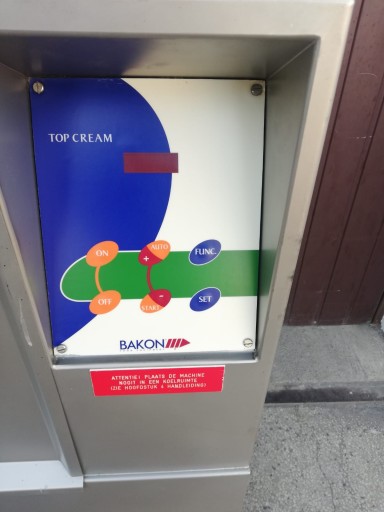 TOP CREAM
ON
AUTO
FUNC.
+
-
OFF
START
SET
BAKON
ATTENTIE! PLAATS DE MACHINE
NOOIT IN EEN KOELRUIMTE
(ZIE HOOFDSTUK 4 HANDLEIDING)